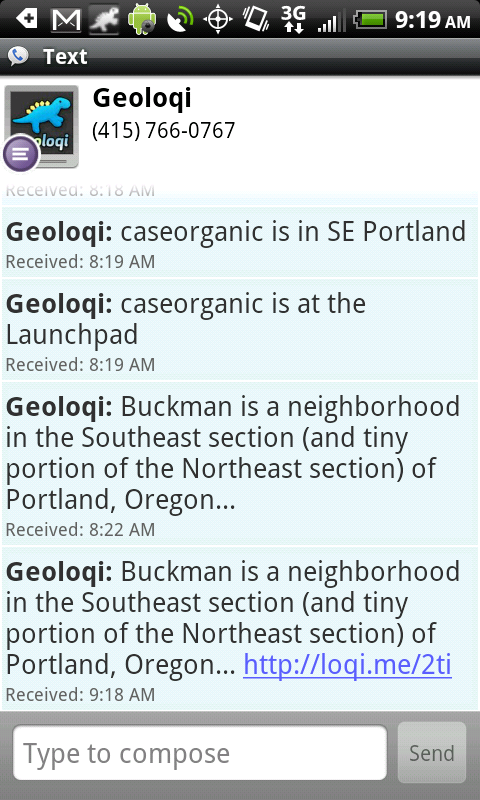 3G
9:19 AM
Text
Geoloqi
(415) 766-0767
loqi
Received: 8:18 AM
Geoloqi: caseorganic is in SE Portland
Received: 8:19 AM
Geoloqi: caseorganic is at the
Launchpad
Received: 8:19 AM
Geoloqi: Buckman is a neighborhood
in the Southeast section (and tiny
portion of the Northeast section) of
Portland, Oregon...
Received: 8:22 AM
Geoloqi: Buckman is a neighborhood
in the Southeast section (and tiny
portion of the Northeast section) of
Portland, Oregon... http://loqi.me/2ti
Received: 9:18 AM
Type to compose
Send